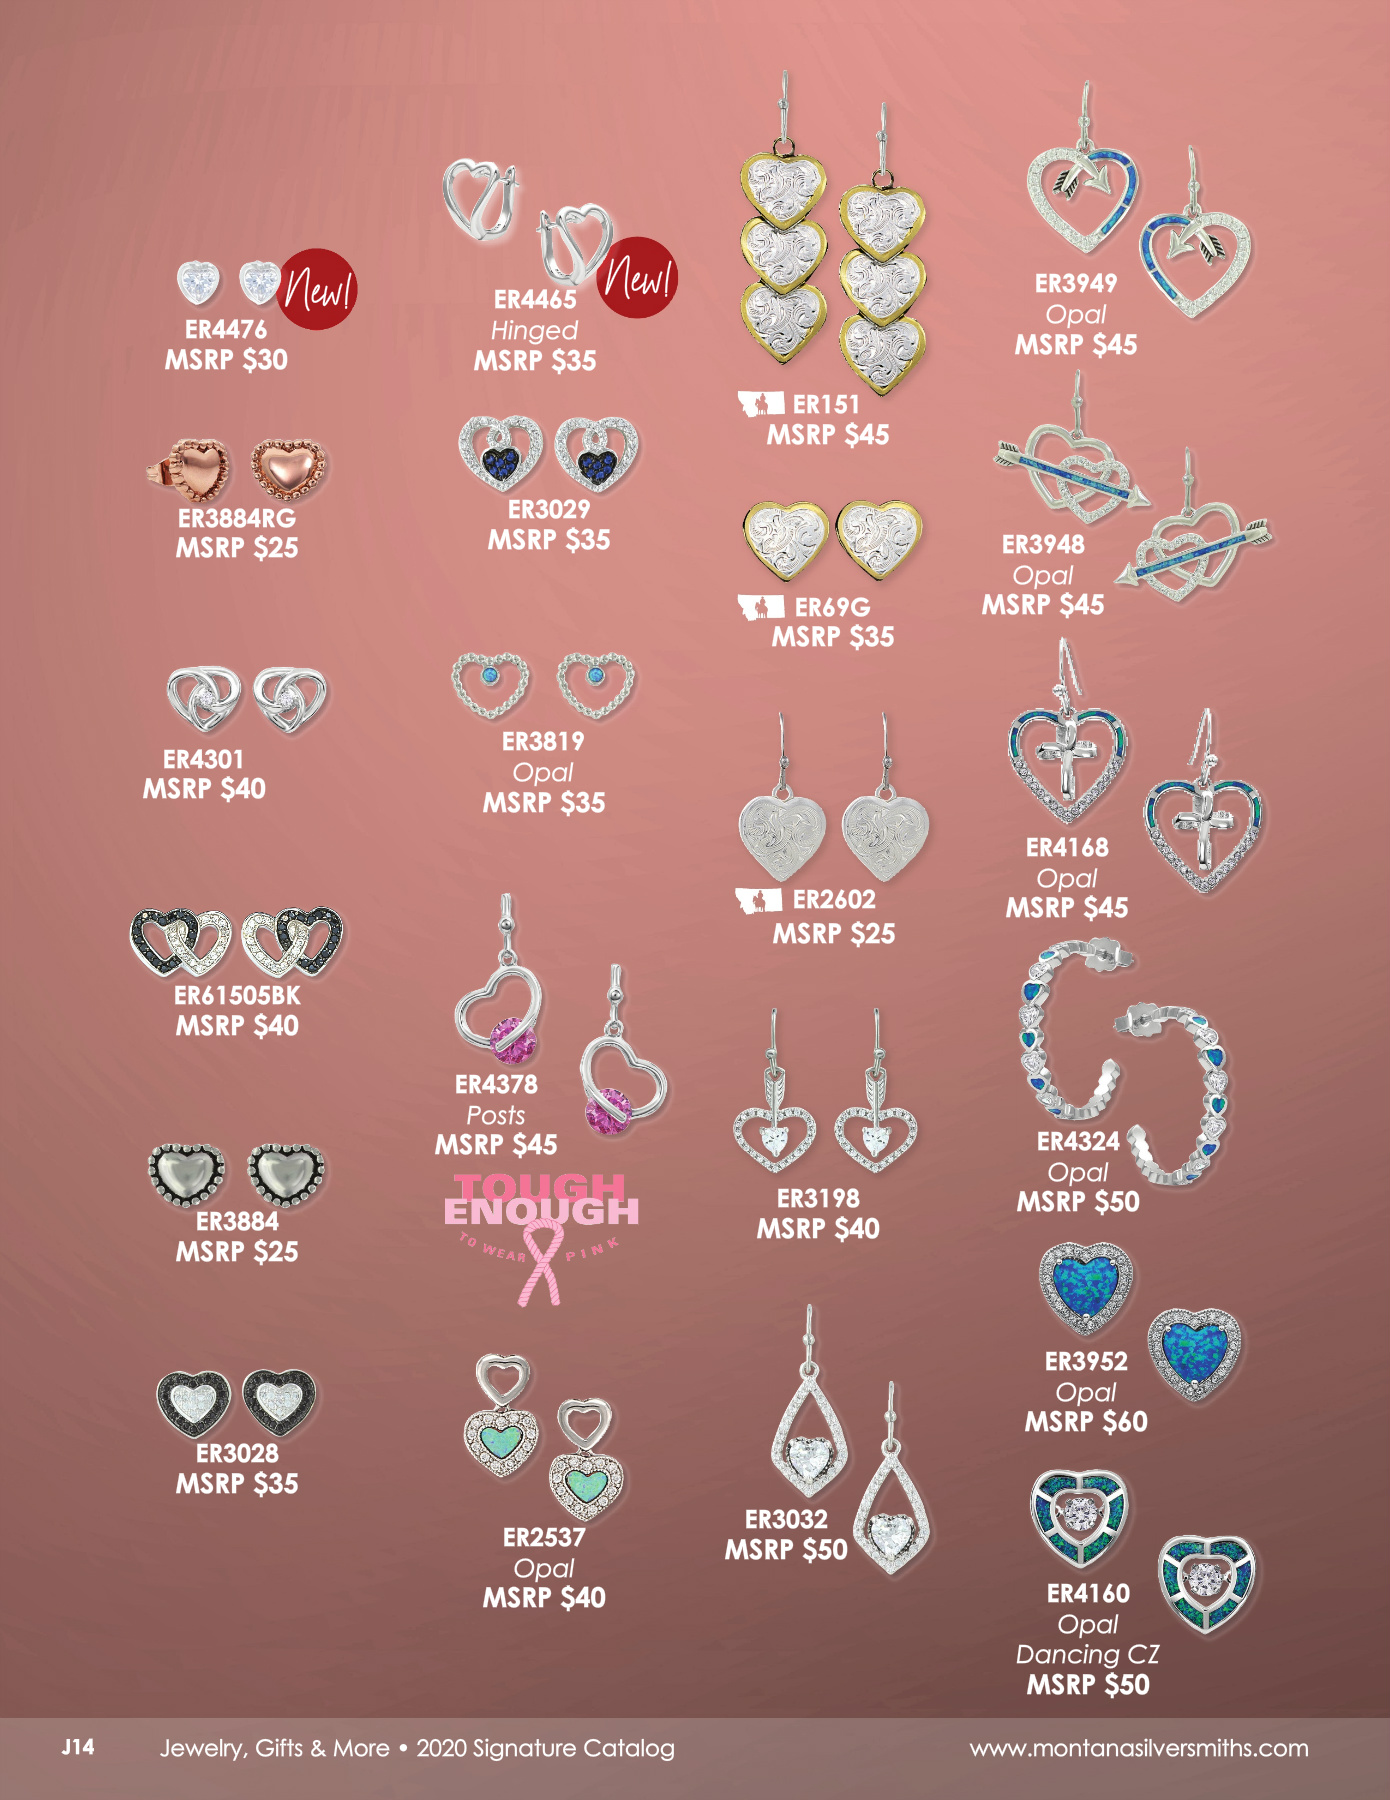 New!
ER4476
MSRP $30
ER3884RG
MSRP $25
ER4301
MSRP $40
ER61505BK
MSRP $40
ER3884
MSRP $25
ER3028
MSRP $35
New!
ER4465
Hinged
MSRP $35
ER3029
MSRP $35
ER3819
Opal
MSRP $35
ER4378
Posts
MSRP $45
TOUGH
ENOUGH
TO WEAR PINK
ER2537
Opal
MSRP $40
ER151
MSRP $45
ER69G
MSRP $35
ER2602
MSRP $25
ER3198
MSRP $40
ER3032
MSRP $50
ER3949
Opal
MSRP $45
ER3948
Opal
MSRP $45
ER4168
Opal
MSRP $45
ER4324
Opal
MSRP $50
ER3952
Opal
MSRP $60
ER4160
Opal
Dancing CZ
MSRP $50
J14 Jewelry, Gifts & More • 2020 Signature Catalog www.montanasilversmiths.com